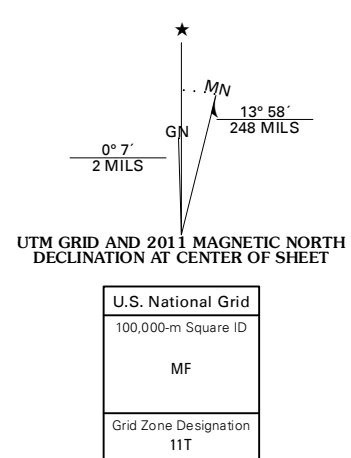 ★
MN
13° 58´
248 MILS
GN
0° 7´
2 MILS
UTM GRID AND 2011 MAGNETIC NORTH
DECLINATION AT CENTER OF SHEET
U.S. National Grid
100,000-m Square ID
MF
Grid Zone Designation
11T